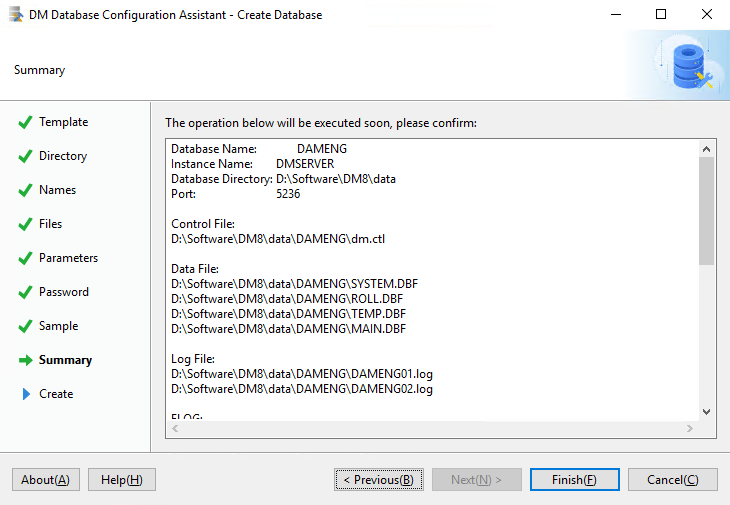 DM Database Configuration Assistant - Create Database
Summary
Template
Directory
Names
Files
Parameters
Password
Sample
Summary
Create
The operation below will be executed soon, please confirm:
Database Name: DAMENG
Instance Name: DMSERVER
Database Directory: D:\Software\DM8\data
Port: 5236
Control File:
D:\Software\DM8\data\DAMENG\dm.ctl
Data File:
D:\Software\DM8\data\DAMENG\SYSTEM.DBF
D:\Software\DM8\data\DAMENG\ROLL.DBF
D:\Software\DM8\data\DAMENG\TEMP.DBF
D:\Software\DM8\data\DAMENG\MAIN.DBF
Log File:
D:\Software\DM8\data\DAMENG\DAMENG01.log
D:\Software\DM8\data\DAMENG\DAMENG02.log
About(A)
Help(H)
< Previous(B)
Next(N) >
Finish(F)
Cancel(C)